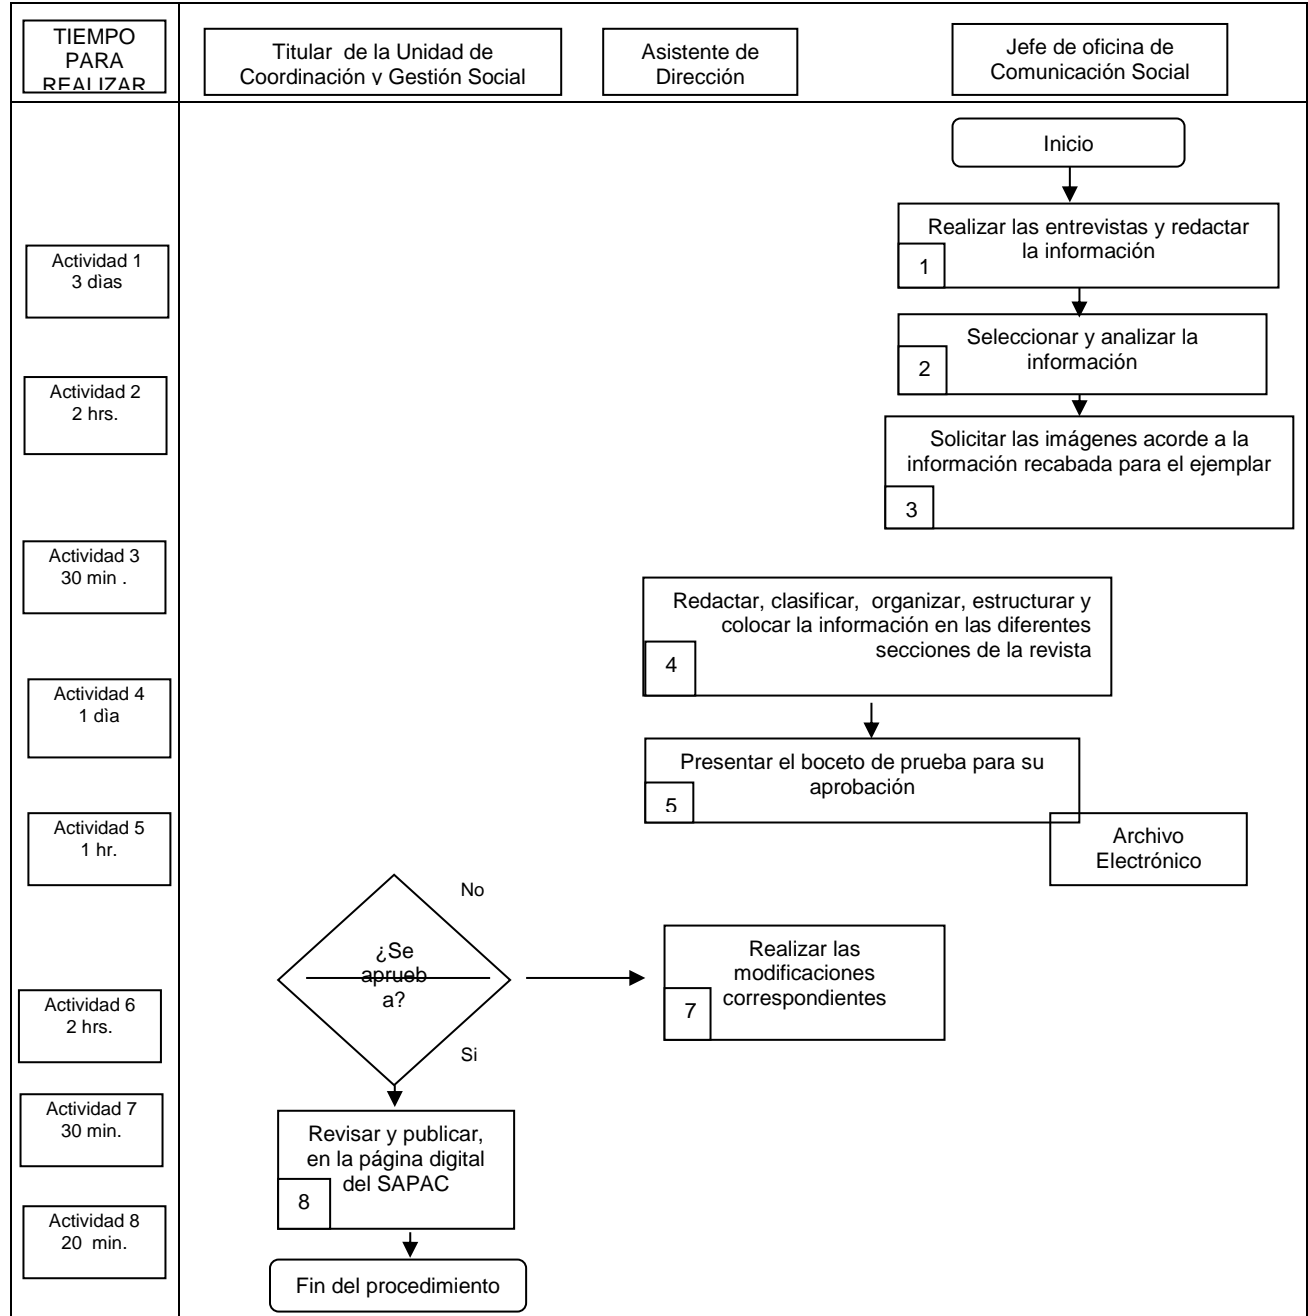 TIEMPO
PARA
REALIZAR
Titular de la Unidad de
Coordinación y Gestión Social
Asistente de
Dirección
Jefe de oficina de
Comunicación Social
Inicio
Realizar las entrevistas y redactar
la información
1
Actividad 1
3 dìas
Seleccionar y analizar la
información
2
Actividad 2
2 hrs.
Solicitar las imágenes acorde a la
información recabada para el ejemplar
3
Actividad 3
30 min .
Redactar, clasificar, organizar, estructurar y
colocar la información en las diferentes
secciones de la revista
4
Actividad 4
1 dìa
Presentar el boceto de prueba para su
aprobación
5
Actividad 5
1 hr.
Archivo
Electrónico
No
¿Se
aprueb
a?
Si
Realizar las
modificaciones
correspondientes
7
Actividad 6
2 hrs.
Actividad 7
30 min.
Revisar y publicar,
en la página digital
del SAPAC
8
Actividad 8
20 min.
Fin del procedimiento